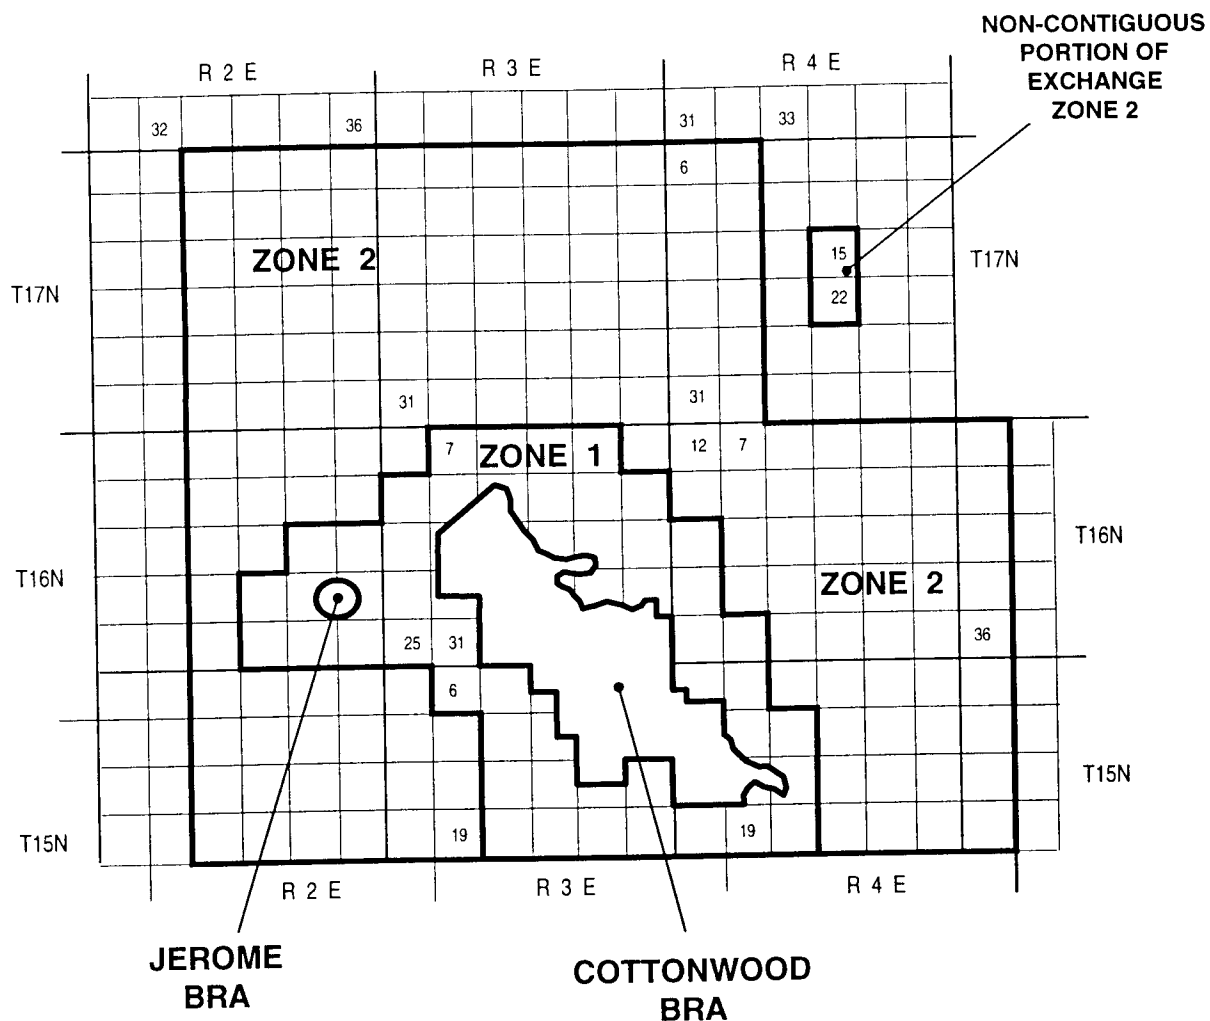 NON-CONTIGUOUS
PORTION OF
EXCHANGE
ZONE 2
R 2 E
R 3 E
R 4 E
32
36
31
33
6
ZONE 2
15
T17N
T17N
22
31
31
7
ZONE 1
12
7
T16N
T16N
ZONE 2
25
31
36
6
T15N
19
19
T15N
R 2 E
R 3 E
R 4 E
JEROME
BRA
COTTONWOOD
BRA